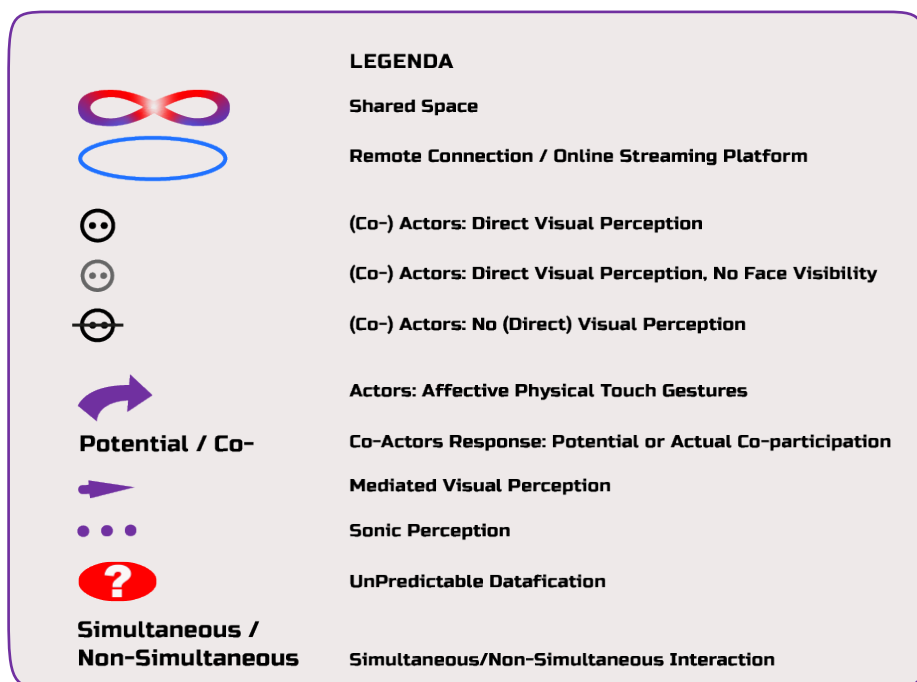 LEGENDA
Shared Space
Remote Connection / Online Streaming Platform
(Co-) Actors: Direct Visual Perception
(Co-) Actors: Direct Visual Perception, No Face Visibility
(Co-) Actors: No (Direct) Visual Perception
Actors: Affective Physical Touch Gestures
Potential / Co- Co-Actors Response: Potential or Actual Co-participation
Mediated Visual Perception
Sonic Perception
? UnPredictable Datafication
Simultaneous /
Non-Simultaneous Simultaneous/Non-Simultaneous Interaction